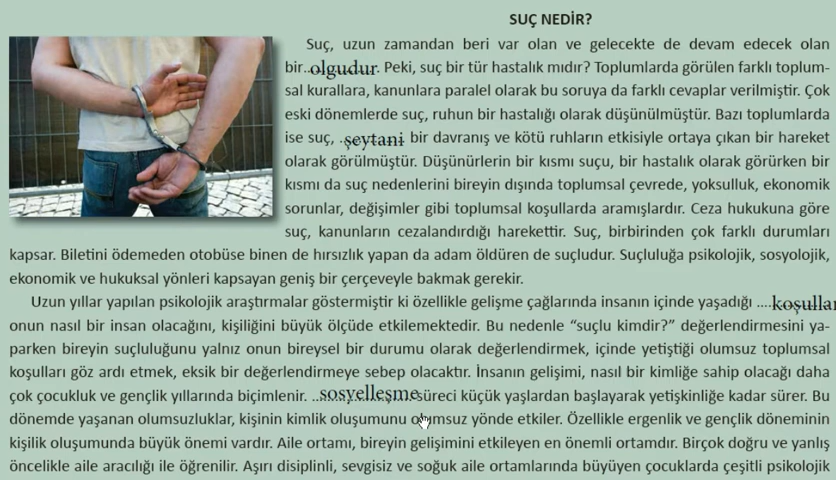 SUÇ NEDİR?
Suç, uzun zamandan beri var olan ve gelecekte de devam edecek olan
bir..olgudur. Peki, suç bir tür hastalık mıdır? Toplumlarda görülen farklı toplum-
sal kurallara, kanunlara paralel olarak bu soruya da farklı cevaplar verilmiştir. Çok
eski dönemlerde suç, ruhun bir hastalığı olarak düşünülmüştür. Bazı toplumlarda
ise suç, ..şeytani.. bir davranış ve kötü ruhların etkisiyle ortaya çıkan bir hareket
olarak görülmüştür. Düşünürlerin bir kısmı suçu, bir hastalık olarak görürken bir
kısmı da suç nedenlerini bireyin dışında toplumsal çevrede, yoksulluk, ekonomik
sorunlar, değişimler gibi toplumsal koşullarda aramışlardır. Ceza hukukuna göre
suç, kanunların cezalandırdığı harekettir. Suç, birbirinden çok farklı durumları
kapsar. Biletini ödemeden otobüse binen de hırsızlık yapan da adam öldüren de suçludur. Suçluluğa psikolojik, sosyolojik,
ekonomik ve hukuksal yönleri kapsayan geniş bir çerçeveyle bakmak gerekir.
Uzun yıllar yapılan psikolojik araştırmalar göstermiştir ki özellikle gelişme çağlarında insanın içinde yaşadığı ....koşullar
onun nasıl bir insan olacağını, kişiliğini büyük ölçüde etkilemektedir. Bu nedenle “suçlu kimdir?” değerlendirmesini ya-
parken bireyin suçluluğunu yalnız onun bireysel bir durumu olarak değerlendirmek, içinde yetiştiği olumsuz toplumsal
koşulları göz ardı etmek, eksik bir değerlendirmeye sebep olacaktır. İnsanın gelişimi, nasıl bir kimliğe sahip olacağı daha
çok çocukluk ve gençlik yıllarında biçimlenir. ..sosyelleşme süreci küçük yaşlardan başlayarak yetişkinliğe kadar sürer. Bu
dönemde yaşanan olumsuzluklar, kişinin kimlik oluşumunu olumsuz yönde etkiler. Özellikle ergenlik ve gençlik döneminin
kişilik oluşumunda büyük önemi vardır. Aile ortamı, bireyin gelişimini etkileyen en önemli ortamdır. Birçok doğru ve yanlış
öncelikle aile aracılığı ile öğrenilir. Aşırı disiplinli, sevgisiz ve soğuk aile ortamlarında büyüyen çocuklarda çeşitli psikolojik